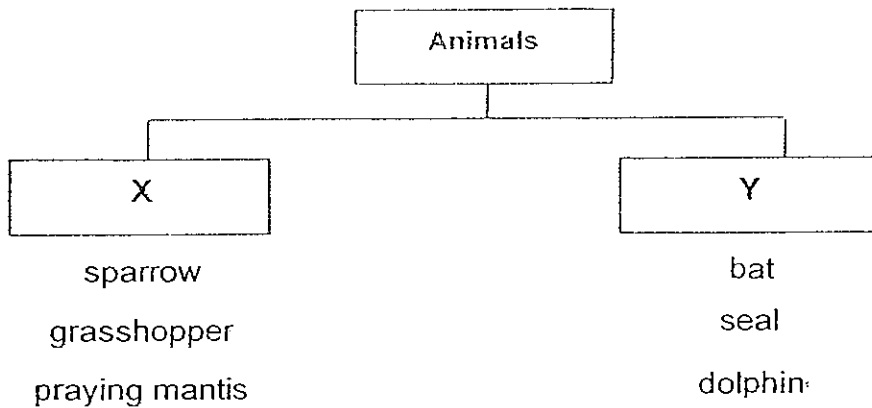 Animals
X
Y
sparrow
grasshopper
praying mantis
bat
seal
dolphin